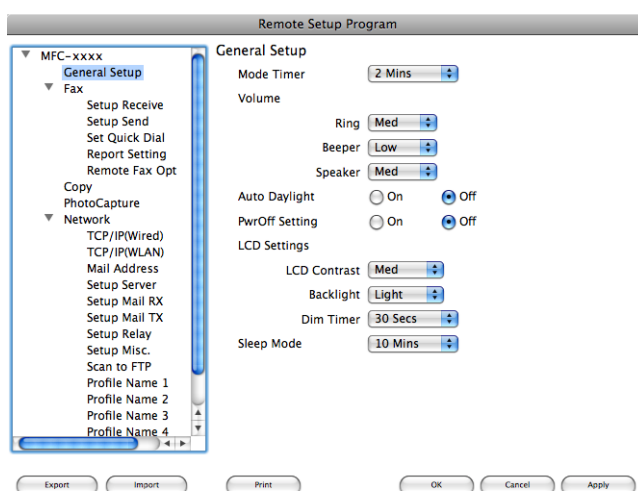 Remote Setup Program
MFC-xxxx
General Setup
Fax
Setup Receive
Setup Send
Set Quick Dial
Report Setting
Remote Fax Opt
Copy
PhotoCapture
Network
TCP/IP(Wired)
TCP/IP(WLAN)
Mail Address
Setup Server
Setup Mail RX
Setup Mail TX
Setup Relay
Setup Misc.
Scan to FTP
Profile Name 1
Profile Name 2
Profile Name 3
Profile Name 4
General Setup
Mode Timer 2 Mins
Volume
Ring Med
Beeper Low
Speaker Med
Auto Daylight On Off
PwrOff Setting On Off
LCD Settings
LCD Contrast Med
Backlight Light
Dim Timer 30 Secs
Sleep Mode 10 Mins
Export Import Print OK Cancel Apply